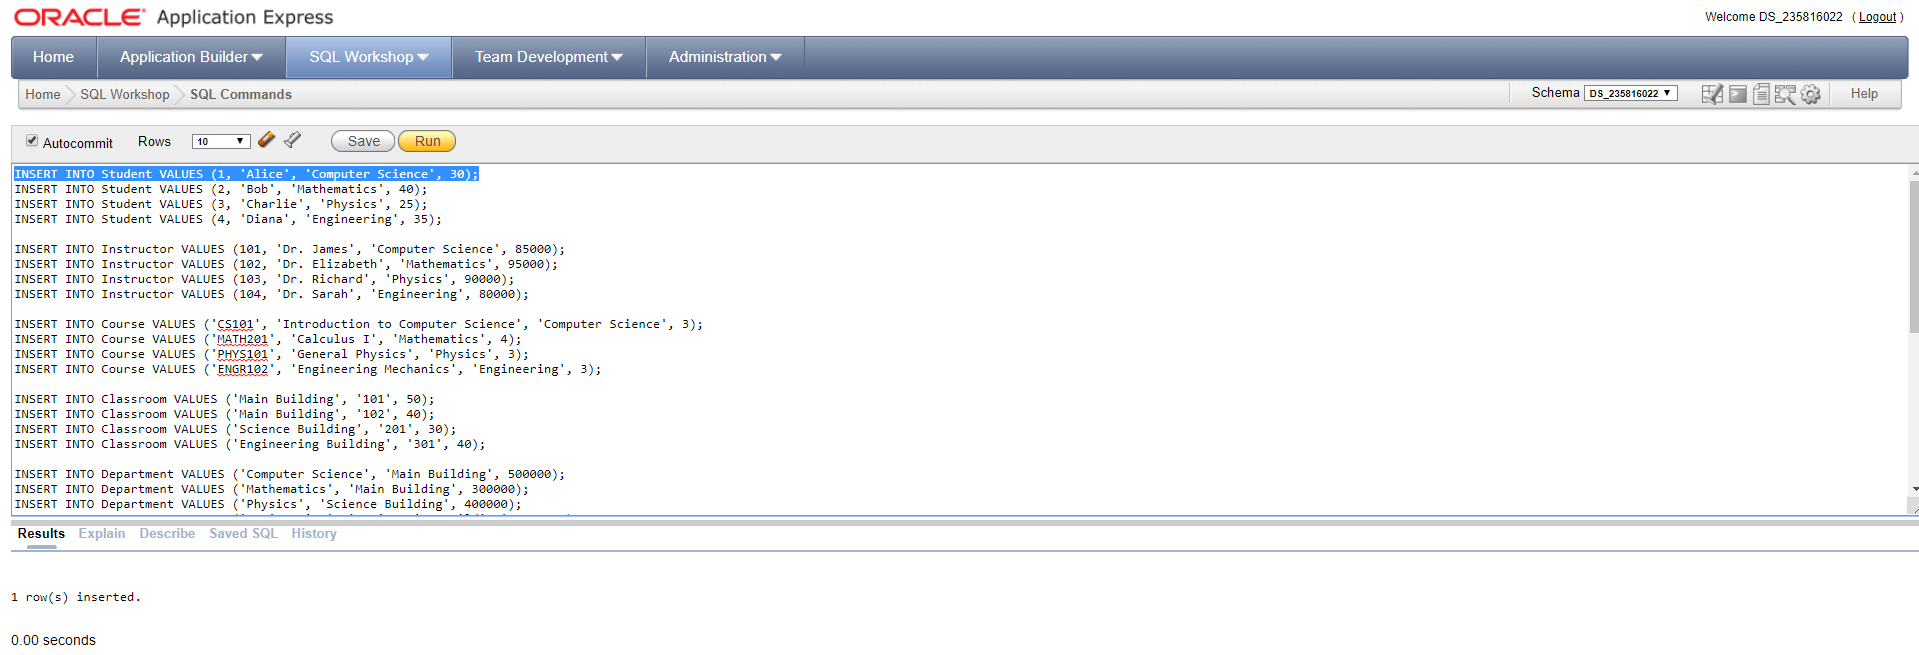 ORACLE Application Express
Welcome DS_235816022 ( Logout )
Home Application Builder SQL Workshop Team Development Administration
Home SQL Workshop SQL Commands
Schema DS_235816022 Help
Autocommit Rows 10 Save Run
INSERT INTO Student VALUES (1, 'Alice', 'Computer Science', 30);
INSERT INTO Student VALUES (2, 'Bob', 'Mathematics', 40);
INSERT INTO Student VALUES (3, 'Charlie', 'Physics', 25);
INSERT INTO Student VALUES (4, 'Diana', 'Engineering', 35);
INSERT INTO Instructor VALUES (101, 'Dr. James', 'Computer Science', 85000);
INSERT INTO Instructor VALUES (102, 'Dr. Elizabeth', 'Mathematics', 95000);
INSERT INTO Instructor VALUES (103, 'Dr. Richard', 'Physics', 90000);
INSERT INTO Instructor VALUES (104, 'Dr. Sarah', 'Engineering', 80000);
INSERT INTO Course VALUES ('CS101', 'Introduction to Computer Science', 'Computer Science', 3);
INSERT INTO Course VALUES ('MATH201', 'Calculus I', 'Mathematics', 4);
INSERT INTO Course VALUES ('PHYS101', 'General Physics', 'Physics', 3);
INSERT INTO Course VALUES ('ENGR102', 'Engineering Mechanics', 'Engineering', 3);
INSERT INTO Classroom VALUES ('Main Building', '101', 50);
INSERT INTO Classroom VALUES ('Main Building', '102', 40);
INSERT INTO Classroom VALUES ('Science Building', '201', 30);
INSERT INTO Classroom VALUES ('Engineering Building', '301', 40);
INSERT INTO Department VALUES ('Computer Science', 'Main Building', 500000);
INSERT INTO Department VALUES ('Mathematics', 'Main Building', 300000);
INSERT INTO Department VALUES ('Physics', 'Science Building', 400000);
Results Explain Describe Saved SQL History
1 row(s) inserted.
0.00 seconds